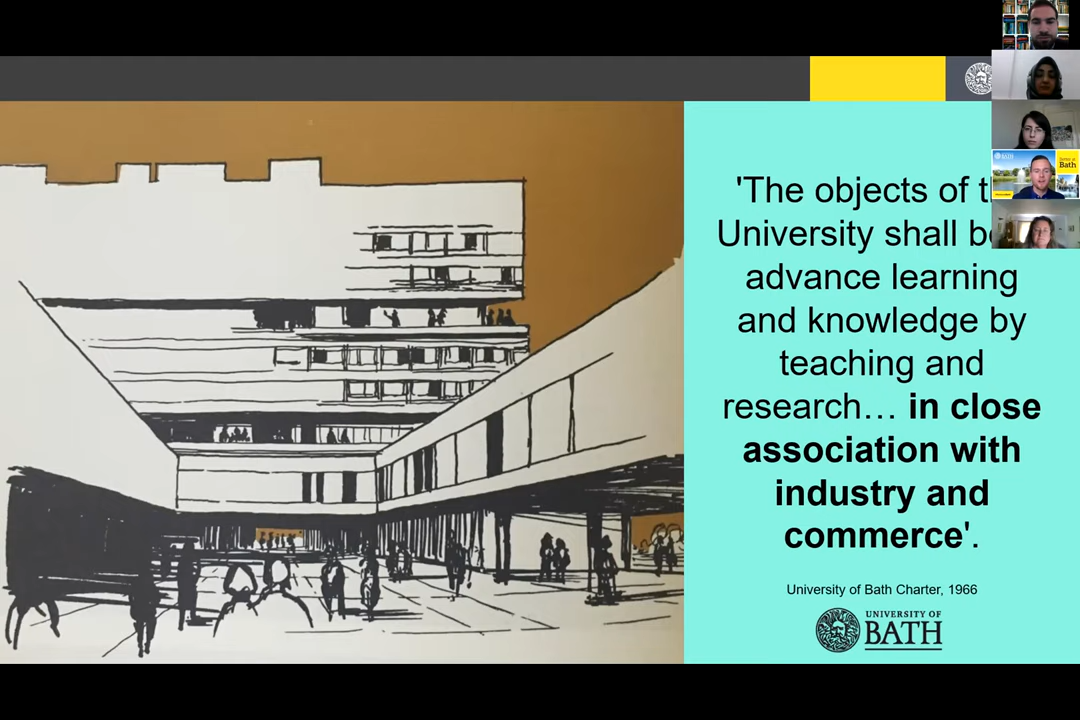 'The objects of
University shall
advance learning
and knowledge by
teaching and
research… in close
association with
industry and
commerce'.
University of Bath Charter, 1966
UNIVERSITY OF
BATH
Bath